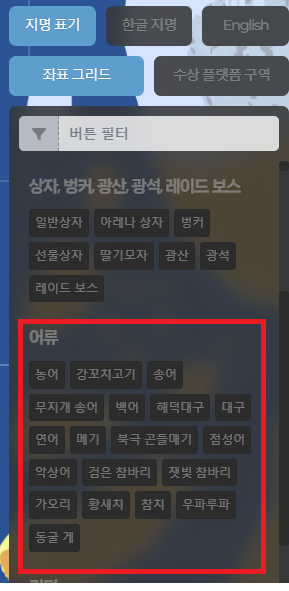 지명 표기 한글 지명 English
좌표 그리드 수상 플랫폼 구역
버튼 필터
상자, 벙커, 광산, 광석, 레이드 보스
일반상자 아레나 상자 벙커
선물상자 딸기모자 광산 광석
레이드 보스
어류
농어 강꼬치고기 송어
무지개 송어 백어 해덕대구 대구
연어 메기 북극 곤들매기 점성어
악상어 검은 참바리 잿빛 참바리
가오리 황새치 참치 우파루파
동굴 게